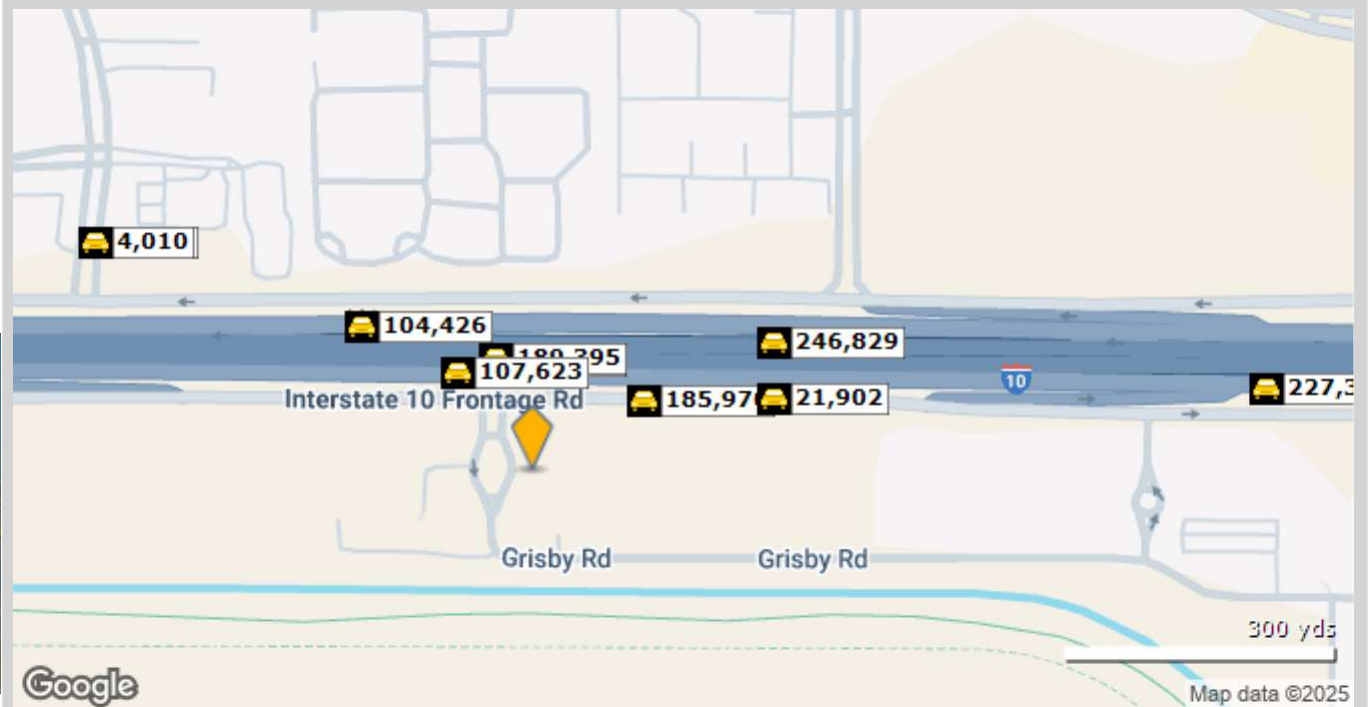 4,010
104,426
246,829
107,623
Interstate 10 Frontage Rd
21,902
10
Grisby Rd
Grisby Rd
300 yds
Google
Map data ©2025